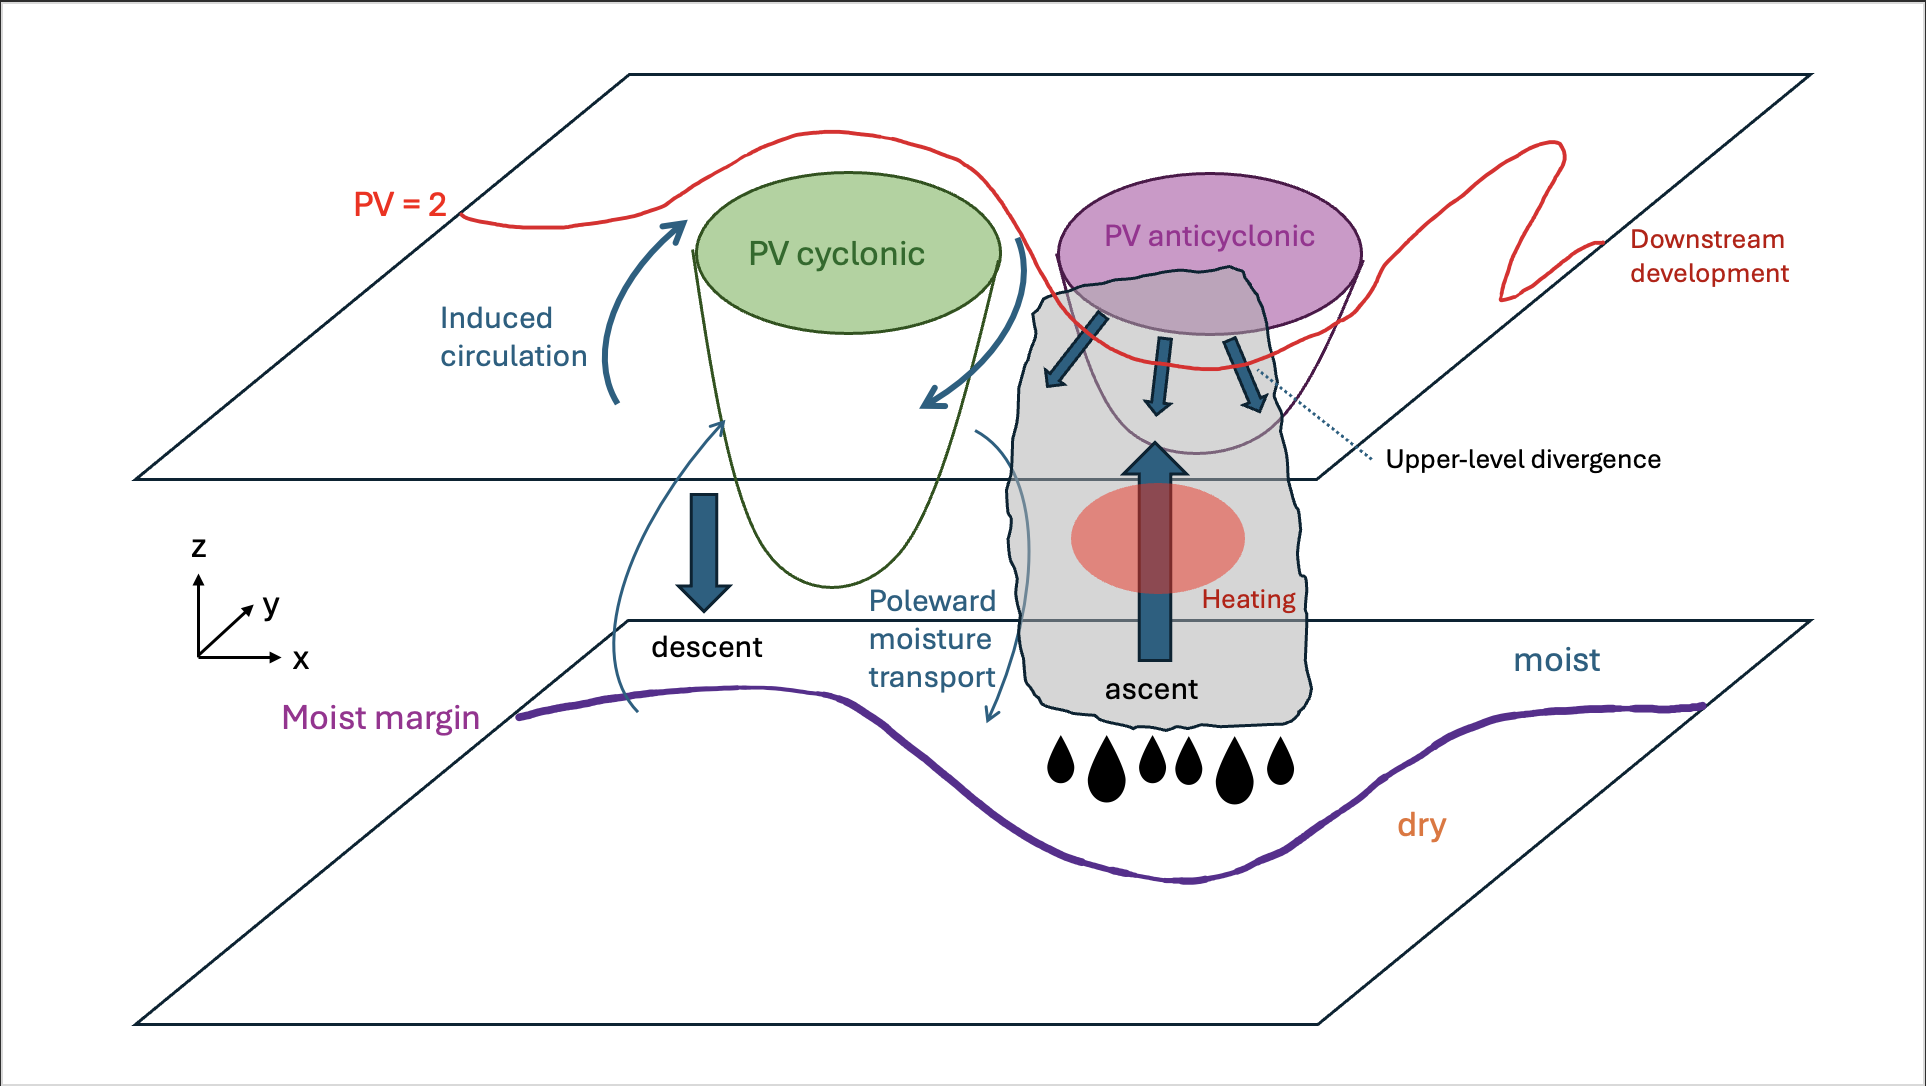 PV = 2
PV cyclonic
PV anticyclonic
Downstream
development
Induced
circulation
Upper-level divergence
z
y
x
Heating
Poleward
moisture
transport
descent
ascent
moist
Moist margin
dry